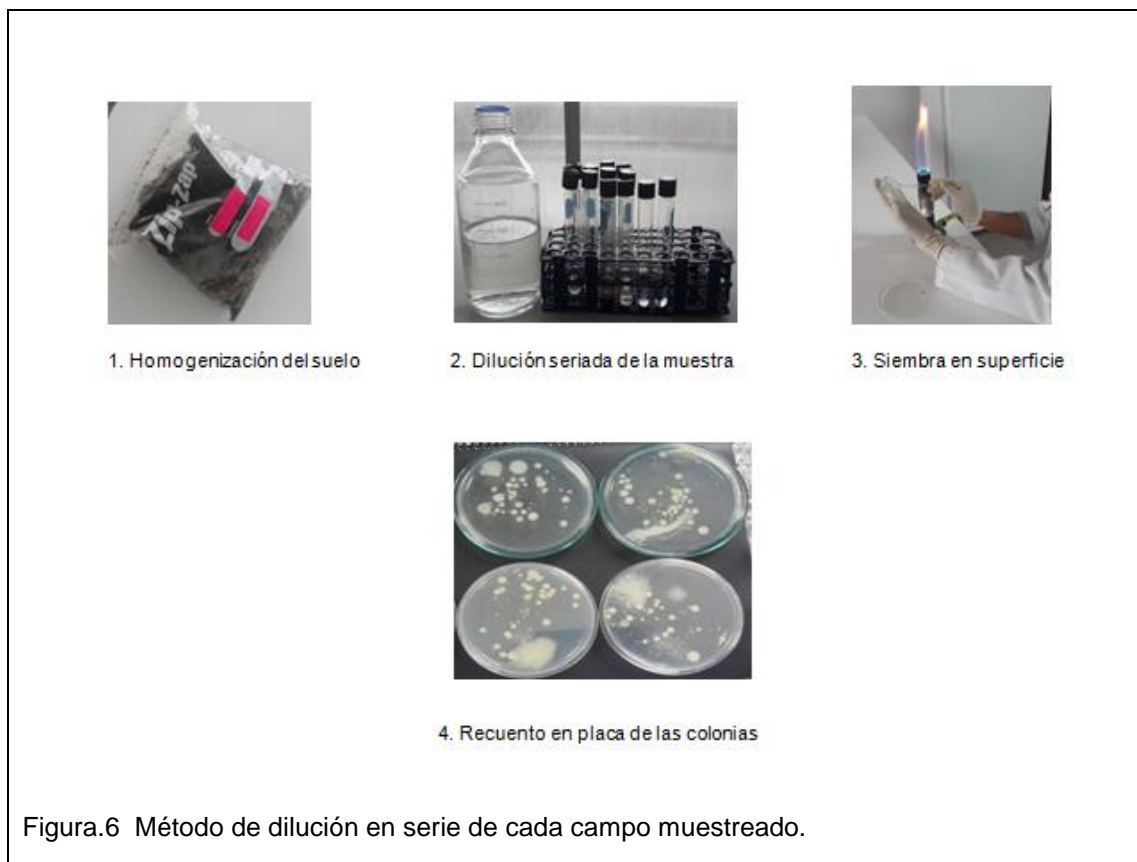 Zip-zap
1. Homogenización del suelo
2. Dilución seriada de la muestra
3. Siembra en superficie
4. Recuento en placa de las colonias
Figura.6 Método de dilución en serie de cada campo muestreado.